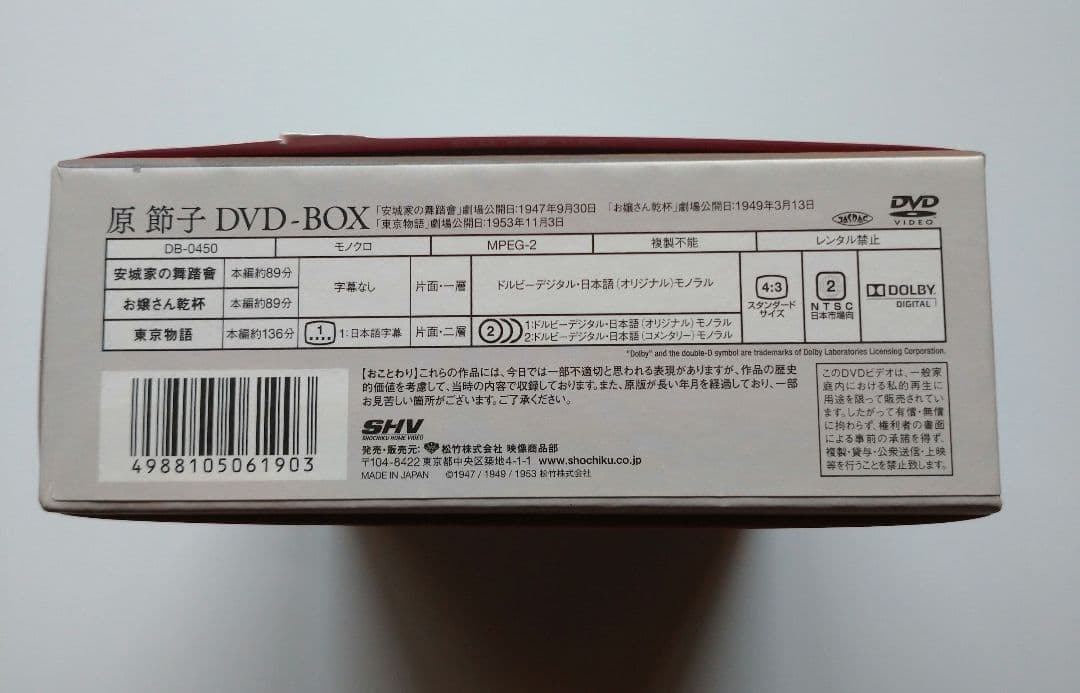 原 節子 DVD-BOX 「安城家の舞踏會」劇場公開日:1947年9月30日 「お嬢さん乾杯」劇場公開日:1949年3月13日
「東京物語」劇場公開日:1953年11月3日
DVD
VIDEO
DB-0450 モノクロ MPEG-2 複製不能 レンタル禁止
安城家の舞踏會 本編約89分
お嬢さん乾杯 本編約89分
字幕なし 片面・一層 ドルビーデジタル・日本語(オリジナル)モノラル
東京物語 本編約136分 1 1:日本語字幕 片面・二層 2 1:ドルビーデジタル・日本語(オリジナル)モノラル
2:ドルビーデジタル・日本語(コメンタリー)モノラル
4:3
スタンダード
サイズ
2
NTSC
日本市場向
DOLBY
DIGITAL
"Dolby" and the double-D symbol are trademarks of Dolby Laboratories Licensing Corporation.
4988105061903
【おことわり】これらの作品には、今日では一部不適切と思われる表現がありますが、作品の歴史
的価値を考慮して、当時の内容で収録しております。また、原版が長い年月を経過しており、一部
お見苦しい箇所がございます。ご了承ください。
SHV
SHOCHIKU HOME VIDEO
発売・販売元: 松竹株式会社 映像商品部
〒104-8422 東京都中央区築地4-1-1 www.shochiku.co.jp
MADE IN JAPAN ©1947 / 1949 / 1953 松竹株式会社
このDVDビデオは、一般家
庭内における私的再生に
用途を限って販売されてい
ます。したがって有償・無償
に拘わらず、権利者の書面
による事前の承諾を得ず、
複製・貸与・公衆送信・上映
等を行うことを禁止致します。